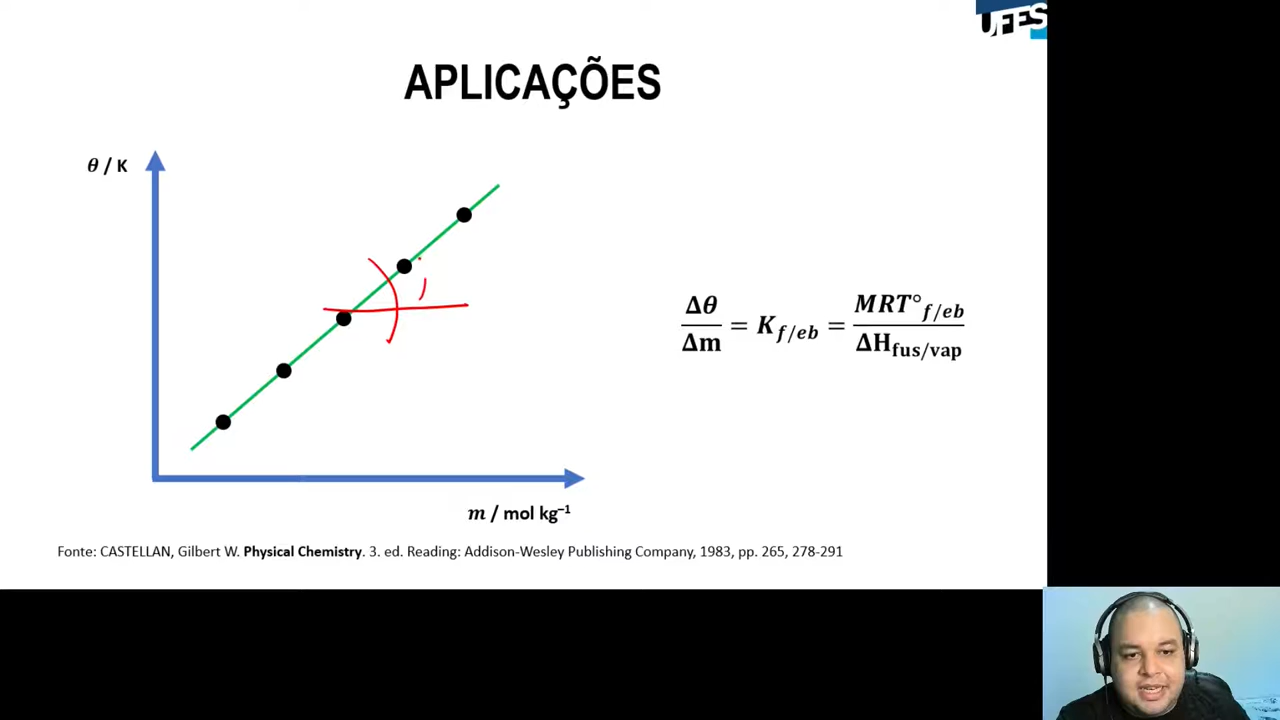 UFES
APLICAÇÕES
θ / K
Δθ/Δm = K_f/eb = MRT°_f/eb/ΔH_fus/vap
m / mol kg⁻¹
Fonte: CASTELLAN, Gilbert W. Physical Chemistry. 3. ed. Reading: Addison-Wesley Publishing Company, 1983, pp. 265, 278-291